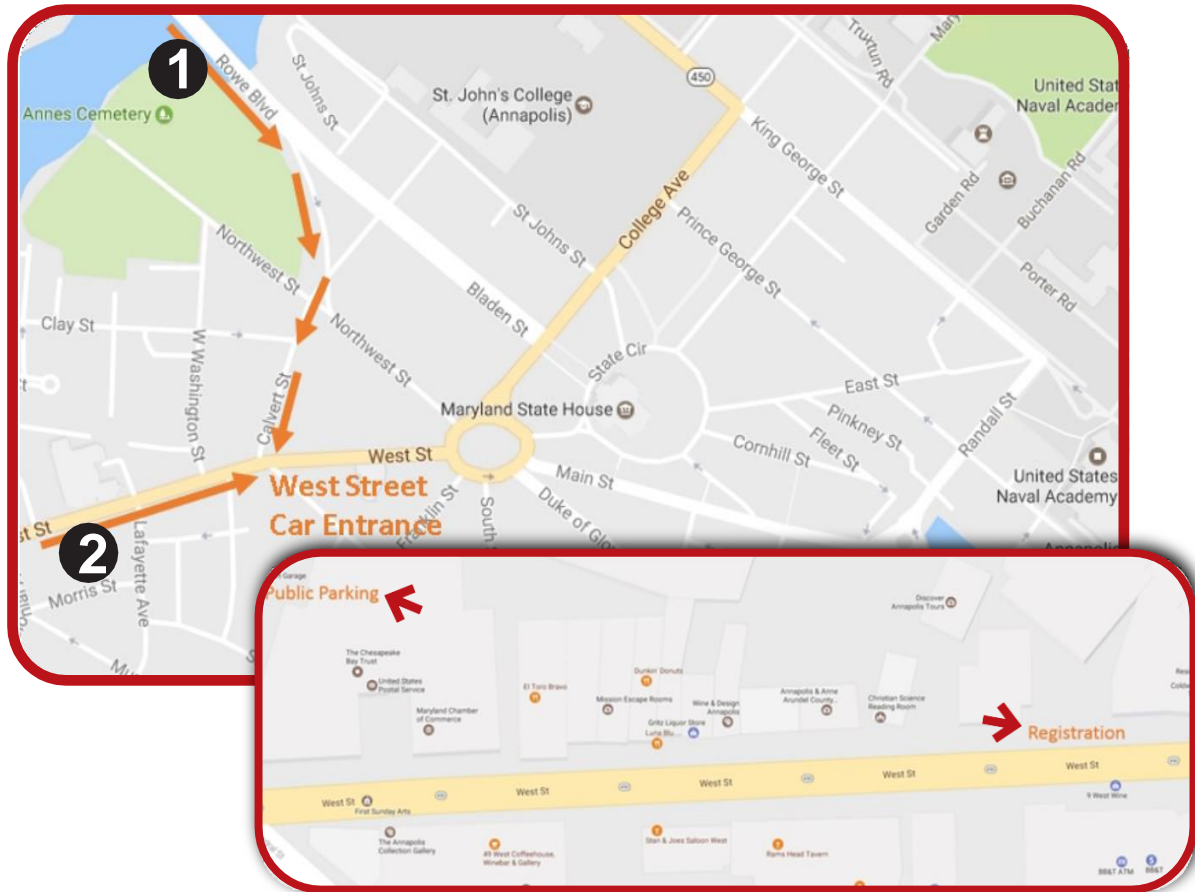 1
Rowe Blvd
St Johns St
Annes Cemetery
St. John's College
(Annapolis)
450
Truxtun Rd
United Stat
Naval Academ
King George St
Garden Rd
Buchanan Rd
Porter Rd
College Ave
Prince George St
St Johns St
Northwest St
Bladen St
Clay St
W Washington St
Northwest St
State Cir
East St
Calvert St
Maryland State House
Pinkney St
Fleet St
Cornhill St
Randall St
West St
Main St
United States
Naval Academy
West Street
Car Entrance
Franklin St
South
Duke of Glo
st St
2
Lafayette Ave
Morris St
Annapolis
Garage
Public Parking
Discover
Annapolis Tours
The Chesapeake
Bay Trust
United States
Postal Service
Maryland Chamber
of Commerce
El Toro Bravo
Dunkin' Donuts
Mission Escape Rooms
Wine & Design
Annapolis
Gritz Liquor Store
Luna Blu...
Annapolis & Anne
Arundel County...
Christian Science
Reading Room
Registration
West St
West St
West St
West St
West St
First Sunday Arts
9 West Wine
The Annapolis
Collection Gallery
49 West Coffeehouse,
Winebar & Gallery
Stan & Joes Saloon West
Rams Head Tavern
BB&T ATM
BB&T